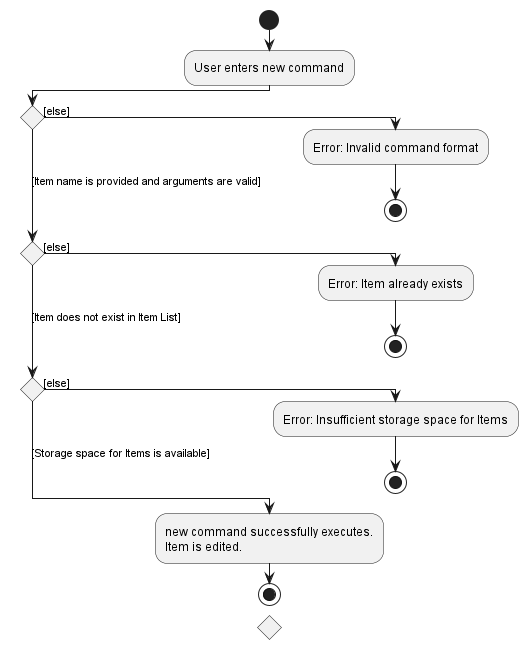 User enters new command
[else]
Error: Invalid command format
[Item name is provided and arguments are valid]
[else]
Error: Item already exists
[Item does not exist in Item List]
[else]
Error: Insufficient storage space for Items
[Storage space for Items is available]
new command successfully executes.
Item is edited.